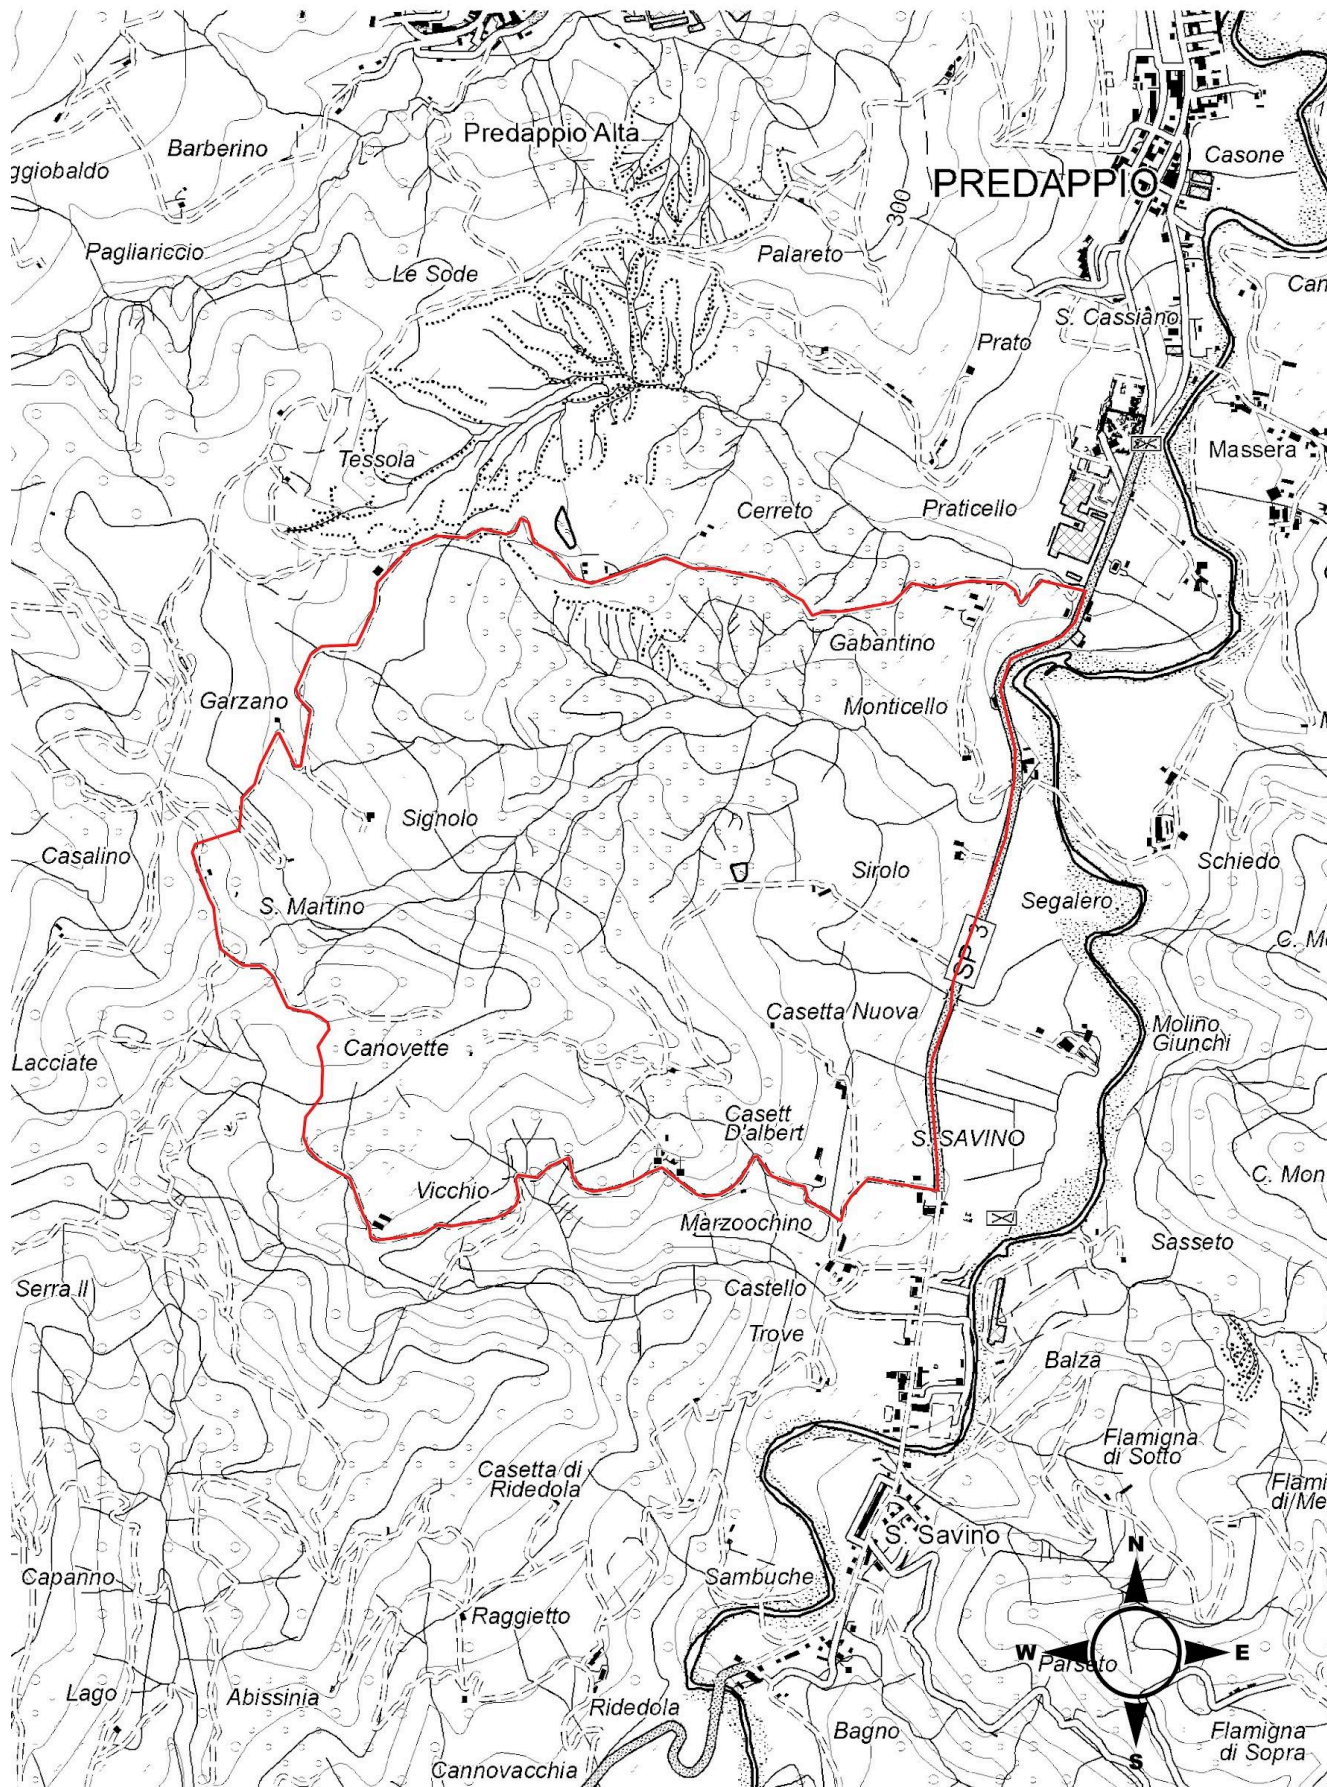 Predappio Alta
Barberino
ggiobaldo
Casone
PREDAPPIO
300
Pagliariccio
Le Sode
Palareto
Can
S. Cassiano
Prato
Tessola
Massera
Cerreto
Praticello
Gabantino
Garzano
Monticello
Signolo
Casalino
Sirolo
Schiedo
S. Martino
Segalero
SP 3
C. Mo
Casetta Nuova
Molino
Giunchi
Canovette
Lacciate
Casett
D'albert
S. SAVINO
Vicchio
C. Mon
Marzoochino
Sasseto
Serra Il
Castello
Trove
Balza
Flamigna
di Sotto
Casetta di
Ridedola
Flami
di Me
S. Savino
N
Capanno
Sambuche
Raggietto
W
E
Parseto
Lago
Abissinia
Ridedola
Bagno
Flamigna
di Sopra
S
Cannovacchia